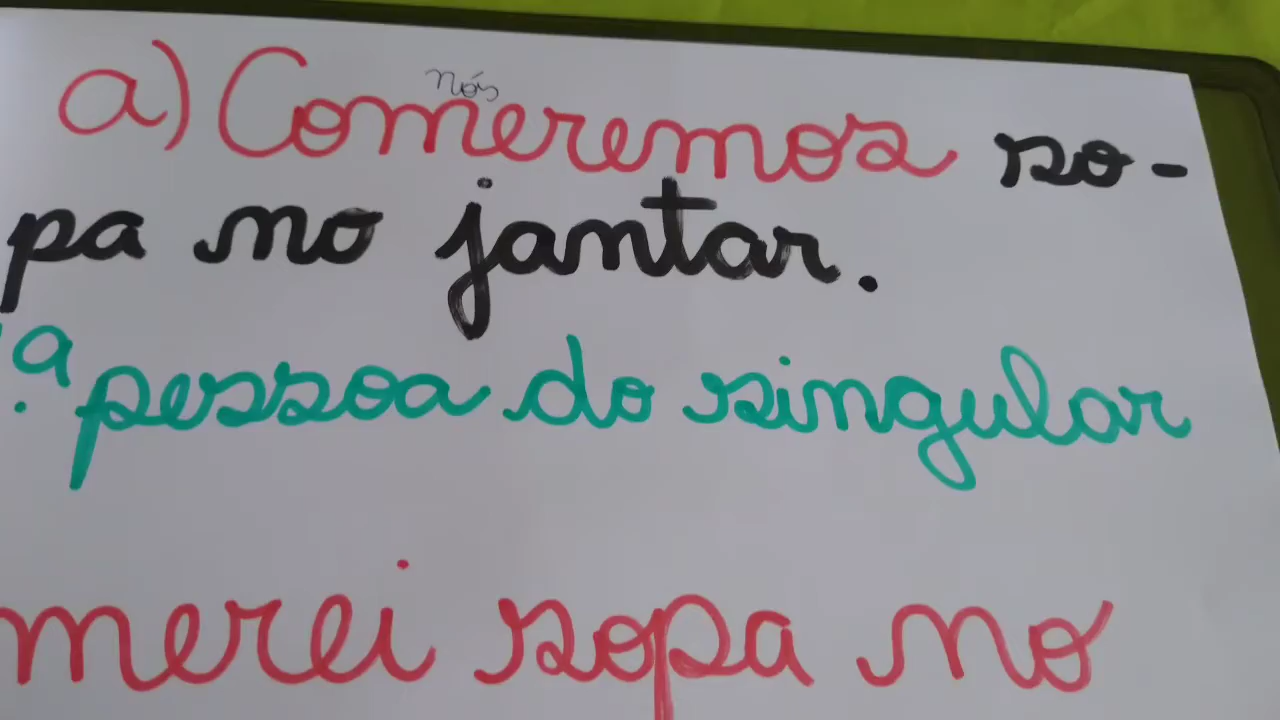 nós
a) Comeremos so-
pa no jantar.
.ª pessoa do singular
merei sopa no